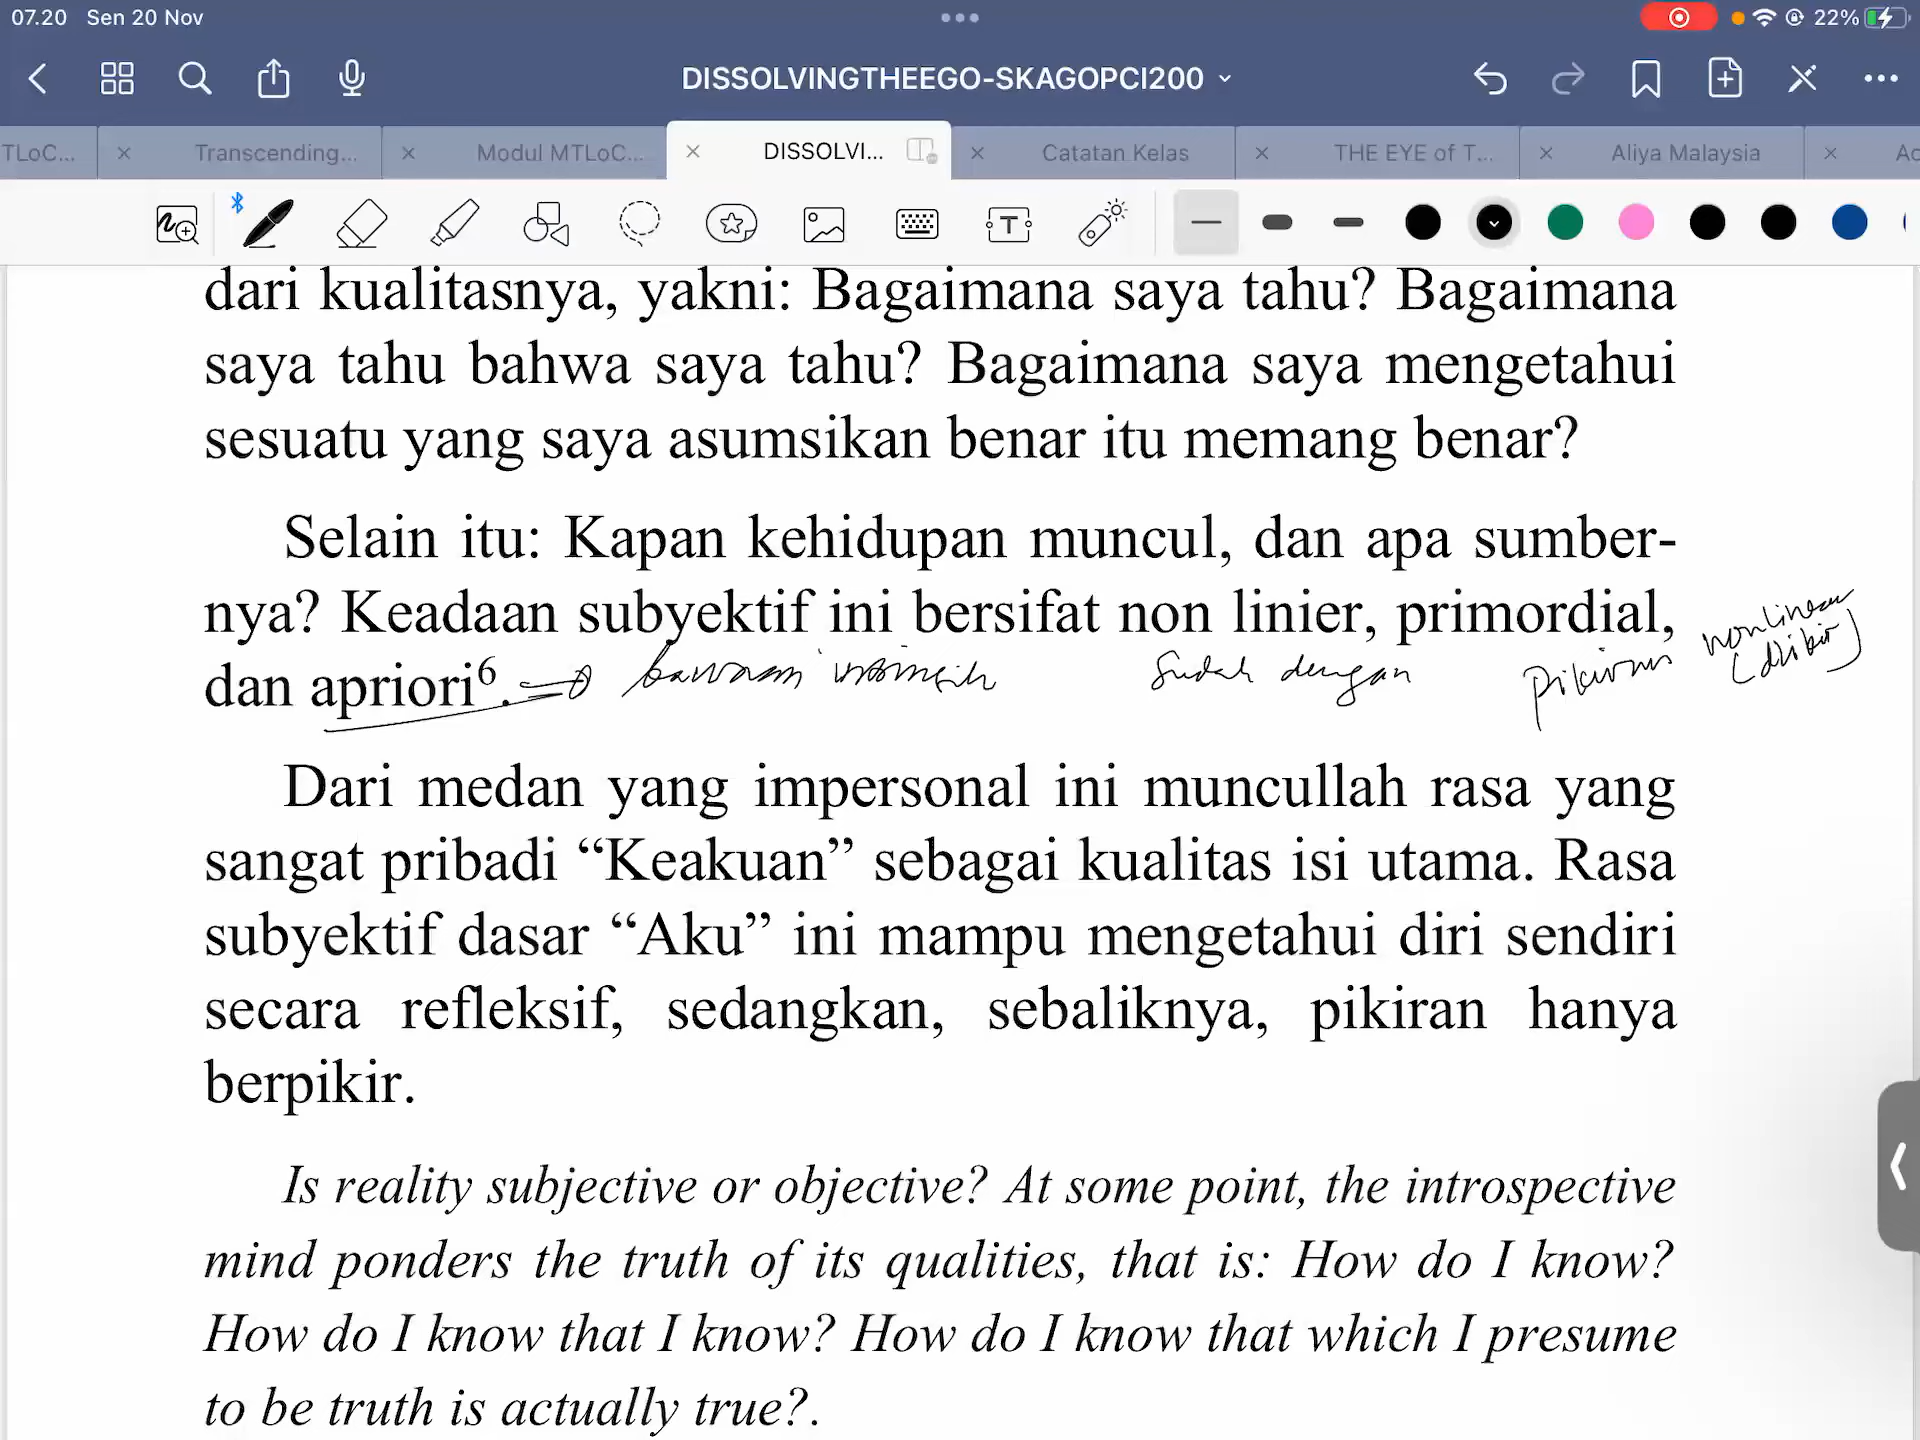 07.20 Sen 20 Nov
22%
DISSOLVINGTHEEGO-SKAGOPCI200
TLoC...
Transcending...
Modul MTLoC...
DISSOLVI...
Catatan Kelas
THE EYE of T...
Aliya Malaysia
Ac
dari kualitasnya, yakni: Bagaimana saya tahu? Bagaimana
saya tahu bahwa saya tahu? Bagaimana saya mengetahui
sesuatu yang saya asumsikan benar itu memang benar?
Selain itu: Kapan kehidupan muncul, dan apa sumber-
nya? Keadaan subyektif ini bersifat non linier, primordial,
nonlinear
dan apriori⁶. bawaan sudah dengan
Dari medan yang impersonal ini muncullah rasa yang
sangat pribadi “Keakuan” sebagai kualitas isi utama. Rasa
subyektif dasar “Aku” ini mampu mengetahui diri sendiri
secara refleksif, sedangkan, sebaliknya, pikiran hanya
berpikir.
Is reality subjective or objective? At some point, the introspective
mind ponders the truth of its qualities, that is: How do I know?
How do I know that I know? How do I know that which I presume
to be truth is actually true?.